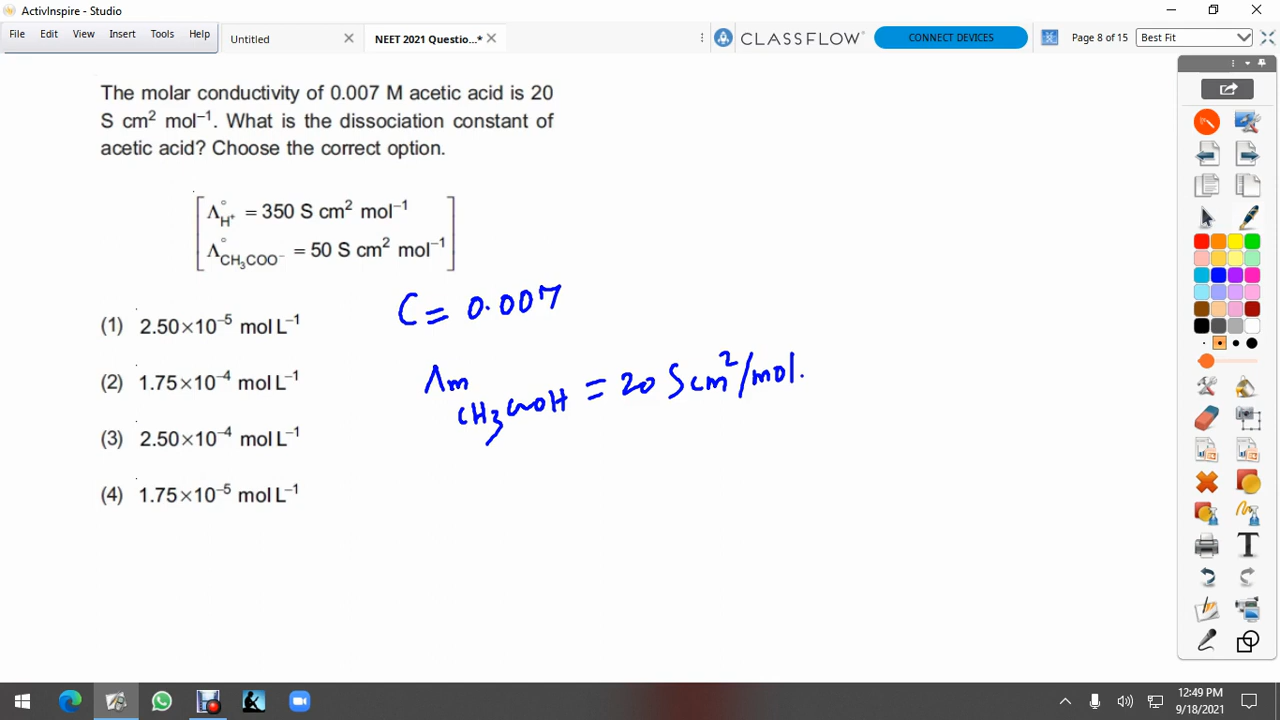 ActivInspire - Studio
File Edit View Insert Tools Help
Untitled
NEET 2021 Questio...*
CLASSFLOW
CONNECT DEVICES
Page 8 of 15
Best Fit
The molar conductivity of 0.007 M acetic acid is 20
S cm² mol⁻¹. What is the dissociation constant of
acetic acid? Choose the correct option.
Λ°H⁺ = 350 S cm² mol⁻¹
Λ°CH₃COO⁻ = 50 S cm² mol⁻¹
C = 0.007
(1) 2.50×10⁻⁵ mol L⁻¹
Λm CH₃COOH = 20 S cm²/mol.
(2) 1.75×10⁻⁴ mol L⁻¹
(3) 2.50×10⁻⁴ mol L⁻¹
(4) 1.75×10⁻⁵ mol L⁻¹
12:49 PM
9/18/2021